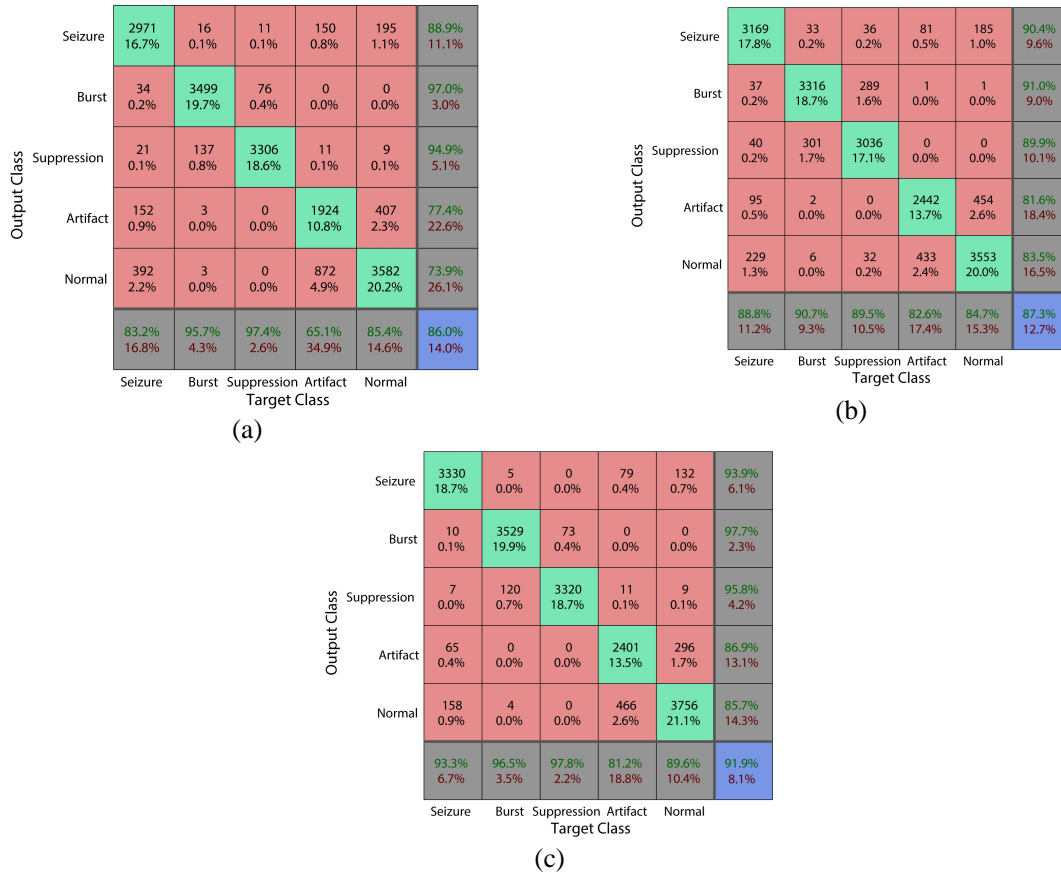 Seizure 2971 16 11 150 195 88.9%
16.7% 0.1% 0.1% 0.8% 1.1% 11.1%
Burst 34 3499 76 0 0 97.0%
0.2% 19.7% 0.4% 0.0% 0.0% 3.0%
Suppression 21 137 3306 11 9 94.9%
0.1% 0.8% 18.6% 0.1% 0.1% 5.1%
Artifact 152 3 0 1924 407 77.4%
0.9% 0.0% 0.0% 10.8% 2.3% 22.6%
Normal 392 3 0 872 3582 73.9%
2.2% 0.0% 0.0% 4.9% 20.2% 26.1%
83.2% 95.7% 97.4% 65.1% 85.4% 86.0%
16.8% 4.3% 2.6% 34.9% 14.6% 14.0%
Seizure Burst Suppression Artifact Normal
Target Class
Output Class
(a)
Seizure 3169 33 36 81 185 90.4%
17.8% 0.2% 0.2% 0.5% 1.0% 9.6%
Burst 37 3316 289 1 1 91.0%
0.2% 18.7% 1.6% 0.0% 0.0% 9.0%
Suppression 40 301 3036 0 0 89.9%
0.2% 1.7% 17.1% 0.0% 0.0% 10.1%
Artifact 95 2 0 2442 454 81.6%
0.5% 0.0% 0.0% 13.7% 2.6% 18.4%
Normal 229 6 32 433 3553 83.5%
1.3% 0.0% 0.2% 2.4% 20.0% 16.5%
88.8% 90.7% 89.5% 82.6% 84.7% 87.3%
11.2% 9.3% 10.5% 17.4% 15.3% 12.7%
Seizure Burst Suppression Artifact Normal
Target Class
Output Class
(b)
Seizure 3330 5 0 79 132 93.9%
18.7% 0.0% 0.0% 0.4% 0.7% 6.1%
Burst 10 3529 73 0 0 97.7%
0.1% 19.9% 0.4% 0.0% 0.0% 2.3%
Suppression 7 120 3320 11 9 95.8%
0.0% 0.7% 18.7% 0.1% 0.1% 4.2%
Artifact 65 0 0 2401 296 86.9%
0.4% 0.0% 0.0% 13.5% 1.7% 13.1%
Normal 158 4 0 466 3756 85.7%
0.9% 0.0% 0.0% 2.6% 21.1% 14.3%
93.3% 96.5% 97.8% 81.2% 89.6% 91.9%
6.7% 3.5% 2.2% 18.8% 10.4% 8.1%
Seizure Burst Suppression Artifact Normal
Target Class
Output Class
(c)